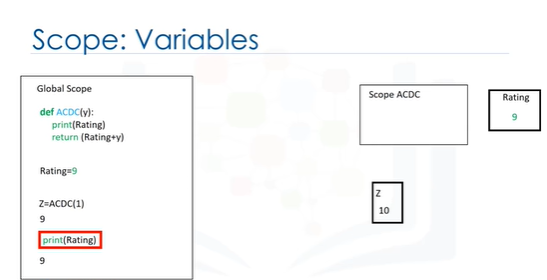 Scope: Variables
Global Scope
def ACDC(y):
print(Rating)
return (Rating+y)
Rating=9
Z=ACDC(1)
9
print(Rating)
9
Scope ACDC
Rating
9
Z
10